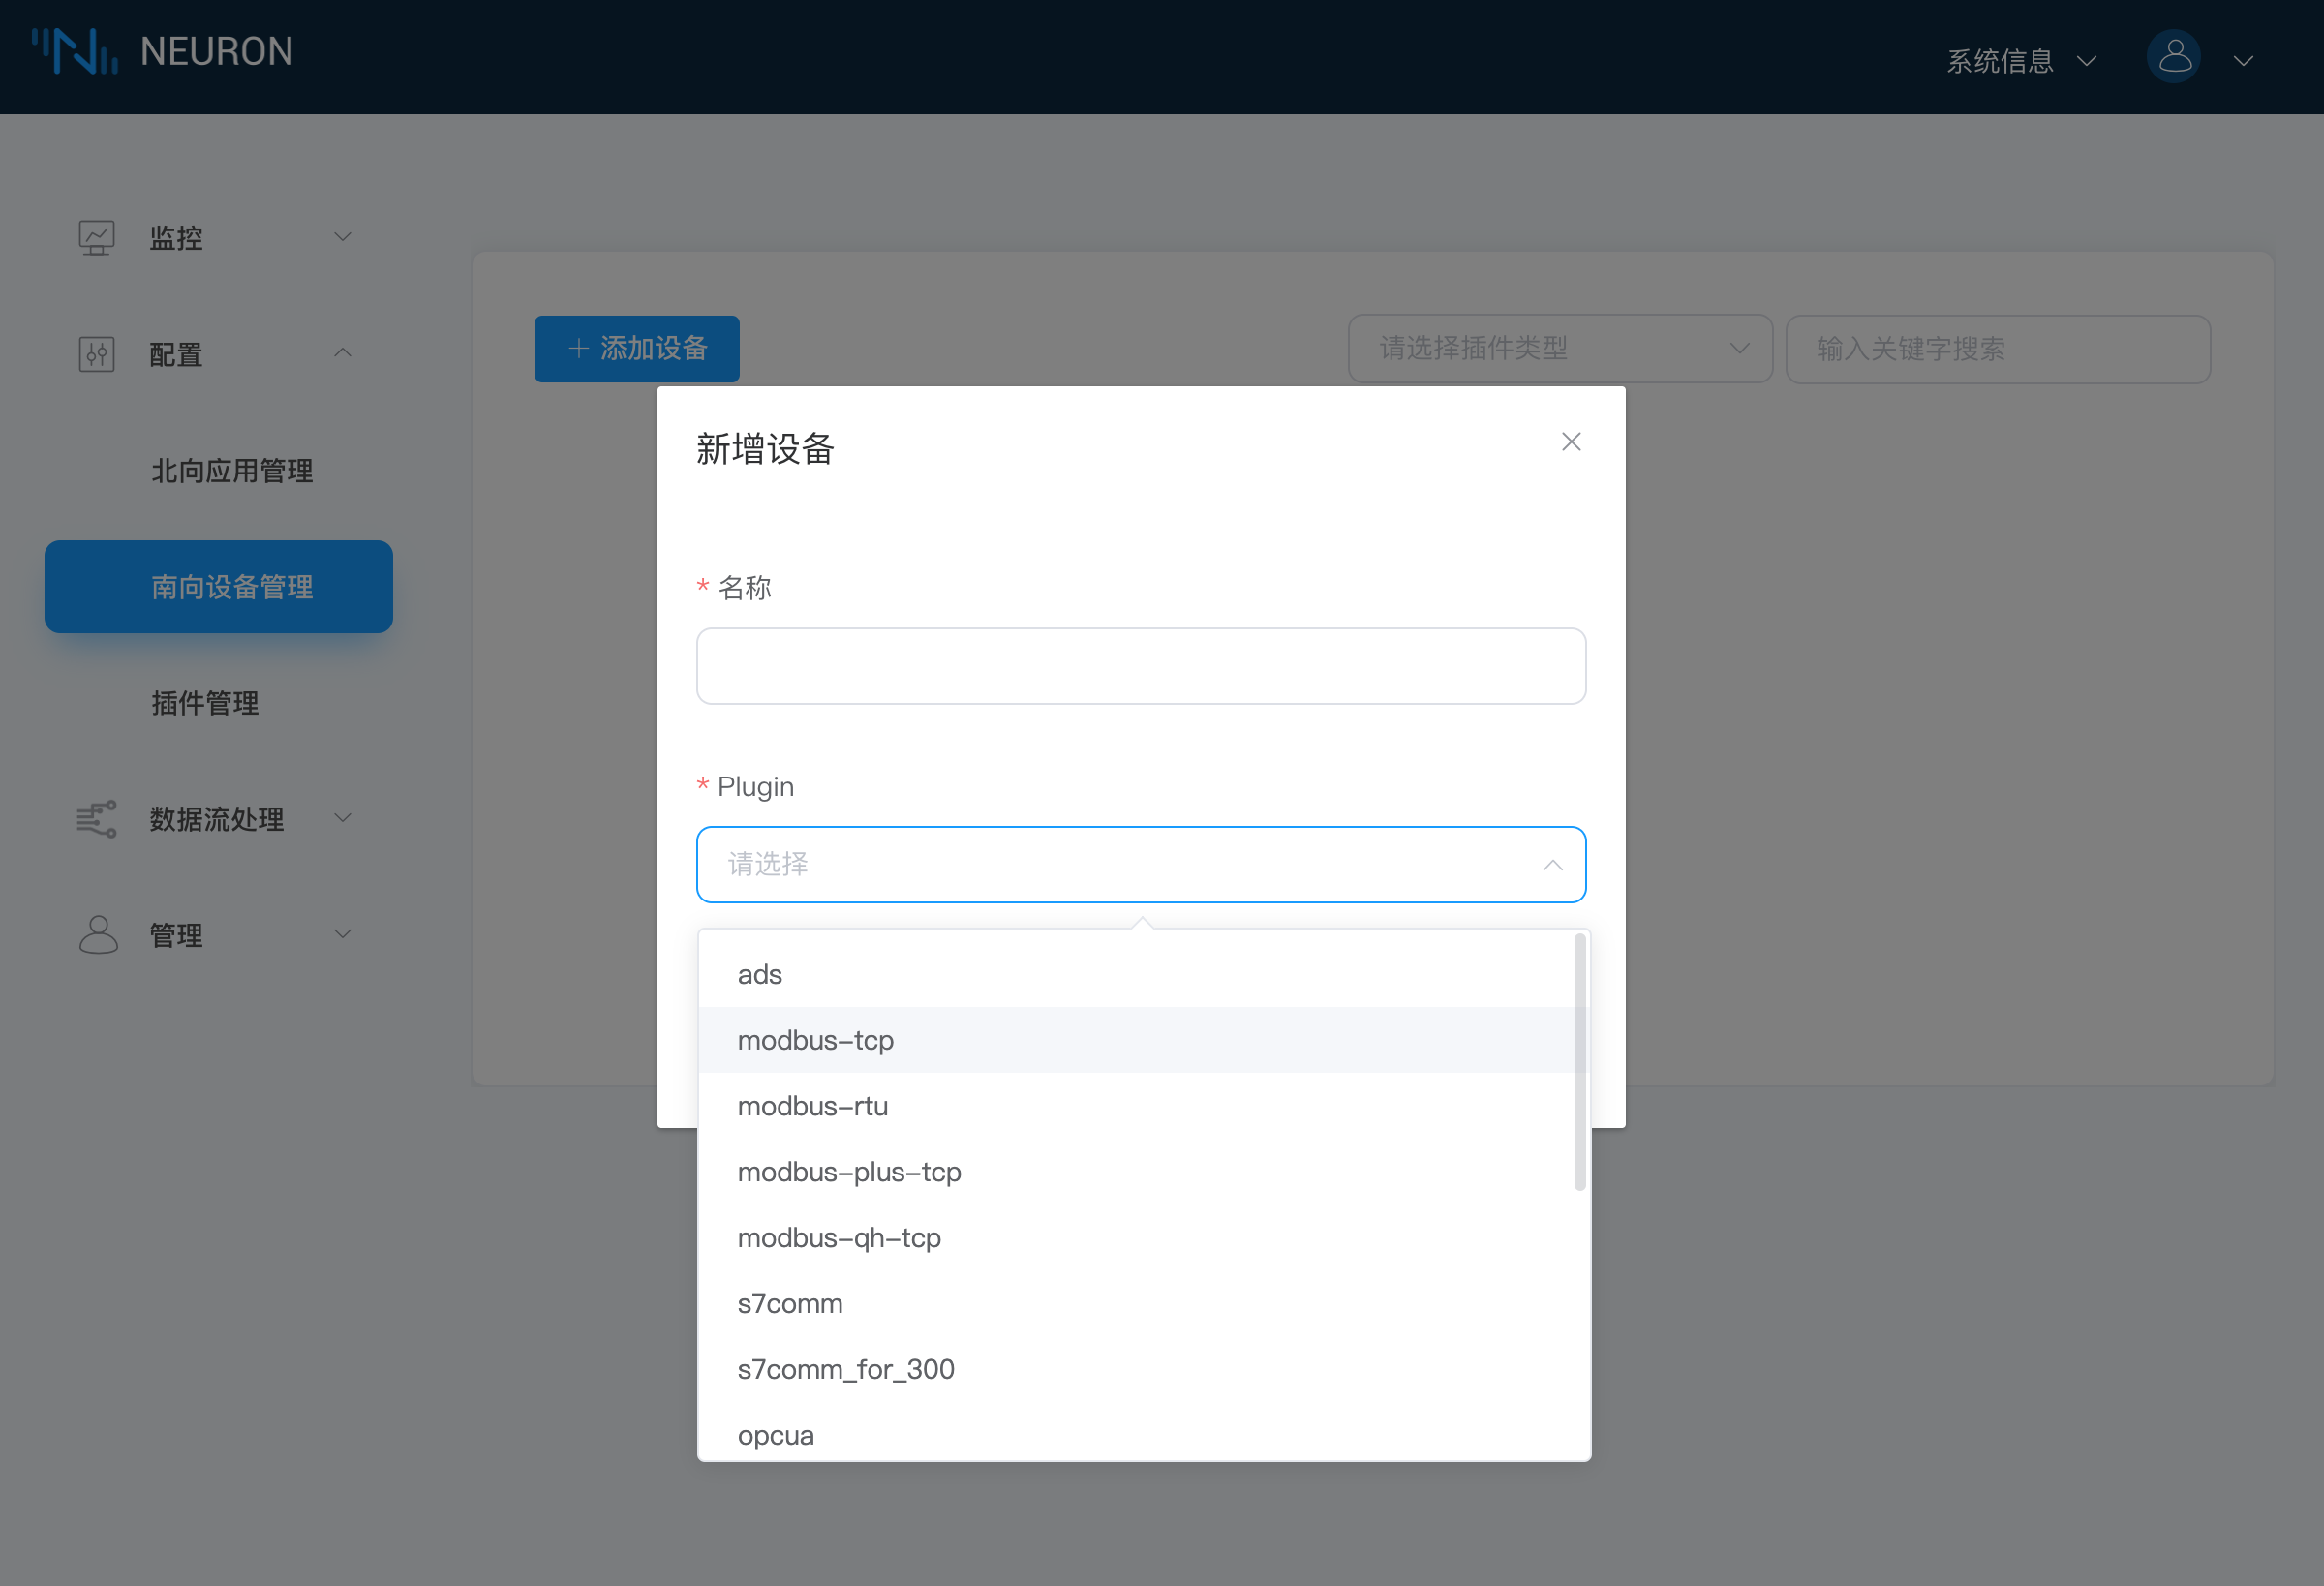 NEURON
系统信息
监控
配置
北向应用管理
南向设备管理
插件管理
数据流处理
管理
+ 添加设备
请选择插件类型
输入关键字搜索
新增设备
* 名称
* Plugin
请选择
ads
modbus-tcp
modbus-rtu
modbus-plus-tcp
modbus-qh-tcp
s7comm
s7comm_for_300
opcua